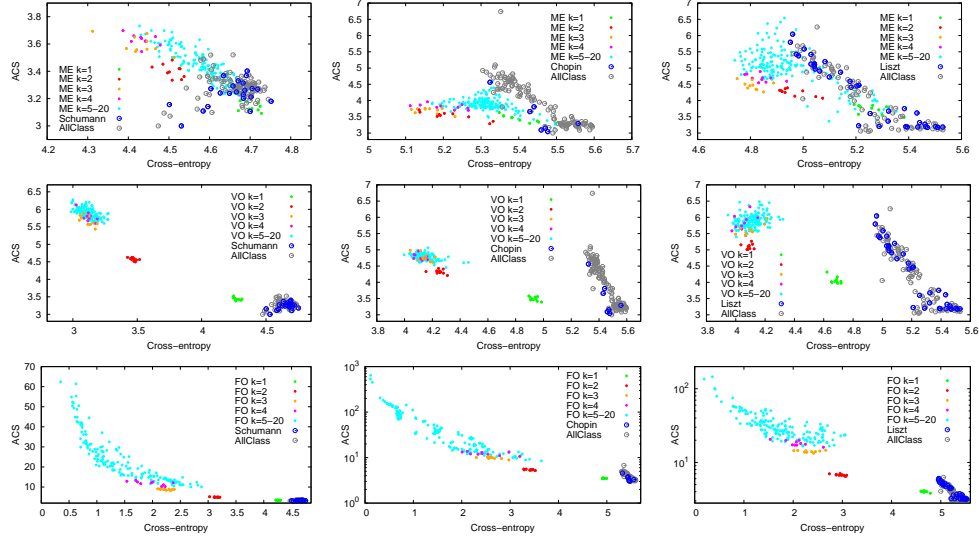 3.8
3.6
3.4
3.2
3
ACS
4.2 4.3 4.4 4.5 4.6 4.7 4.8
Cross-entropy
ME k=1
ME k=2
ME k=3
ME k=4
ME k=5-20
Schumann
AllClass
7
6.5
6
5.5
5
4.5
4
3.5
3
ACS
5 5.1 5.2 5.3 5.4 5.5 5.6 5.7
Cross-entropy
ME k=1
ME k=2
ME k=3
ME k=4
ME k=5-20
Chopin
AllClass
7
6.5
6
5.5
5
4.5
4
3.5
3
ACS
4.6 4.8 5 5.2 5.4 5.6
Cross-entropy
ME k=1
ME k=2
ME k=3
ME k=4
ME k=5-20
Liszt
AllClass
6.5
6
5.5
5
4.5
4
3.5
3
ACS
3 3.5 4 4.5
Cross-entropy
VO k=1
VO k=2
VO k=3
VO k=4
VO k=5-20
Schumann
AllClass
7
6
5
4
3
ACS
3.8 4 4.2 4.4 4.6 4.8 5 5.2 5.4 5.6
Cross-entropy
VO k=1
VO k=2
VO k=3
VO k=4
VO k=5-20
Chopin
AllClass
7
6.5
6
5.5
5
4.5
4
3.5
3
ACS
3.8 4 4.2 4.4 4.6 4.8 5 5.2 5.4 5.6
Cross-entropy
VO k=1
VO k=2
VO k=3
VO k=4
VO k=5-20
Liszt
AllClass
70
60
50
40
30
20
10
ACS
0 0.5 1 1.5 2 2.5 3 3.5 4 4.5
Cross-entropy
FO k=1
FO k=2
FO k=3
FO k=4
FO k=5-20
Schumann
AllClass
10^3
10^2
10^1
10^0
ACS
0 1 2 3 4 5
Cross-entropy
FO k=1
FO k=2
FO k=3
FO k=4
FO k=5-20
Chopin
AllClass
10^2
10^1
ACS
0 1 2 3 4 5
Cross-entropy
FO k=1
FO k=2
FO k=3
FO k=4
FO k=5-20
Liszt
AllClass